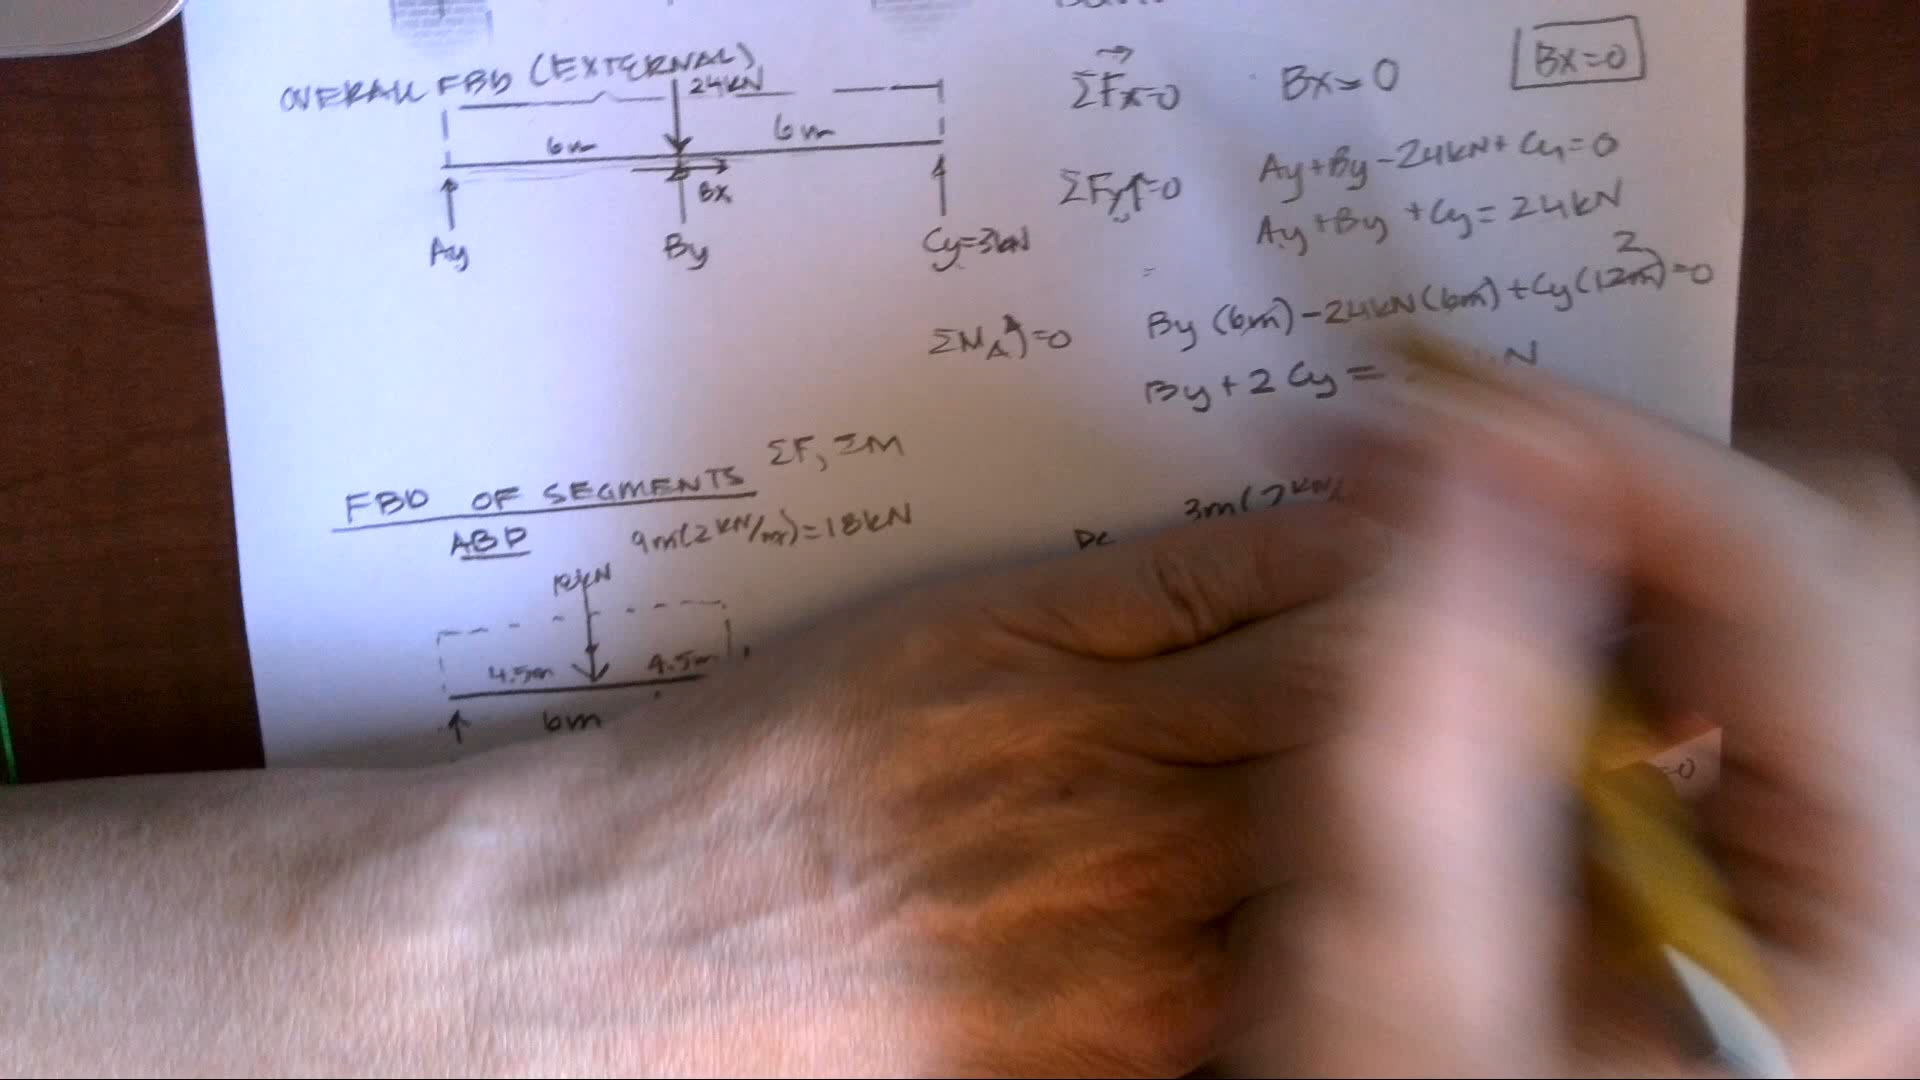 OVERALL FBD (EXTERNAL)
24kN
6m
6m
Bx
Ay
By
Cy=3kN
ΣFx=0
Bx=0
Bx=0
ΣFy↑=0
Ay+By-24kN+Cy=0
Ay+By+Cy=24kN
2
ΣMA=0
By(6m)-24kN(6m)+Cy(12m)=0
By+2Cy=
N
FBD OF SEGMENTS
ΣF, ΣM
9m(2kN/m)=18kN
3m(2kN/
DC
18kN
4.5m
4.5m
6m
=0